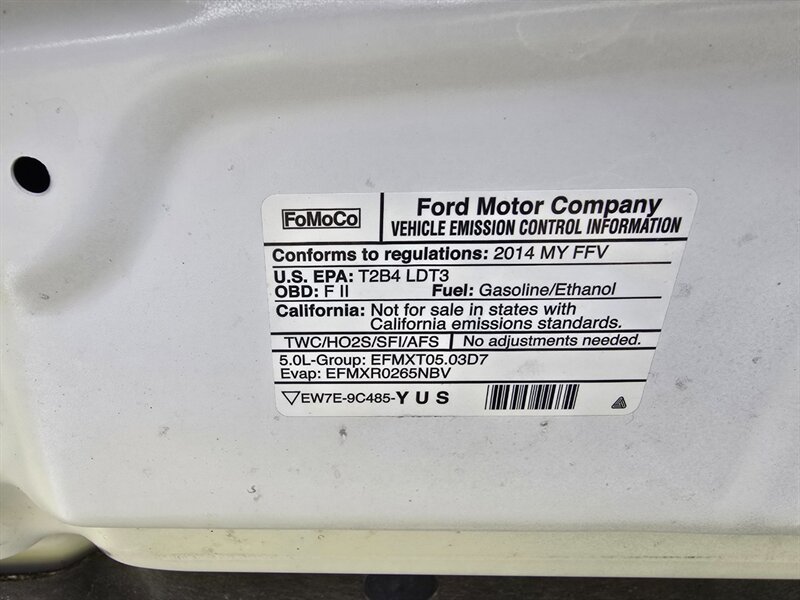 FoMoCo
Ford Motor Company
VEHICLE EMISSION CONTROL INFORMATION
Conforms to regulations: 2014 MY FFV
U.S. EPA: T2B4 LDT3
OBD: F II Fuel: Gasoline/Ethanol
California: Not for sale in states with
California emissions standards.
TWC/HO2S/SFI/AFS No adjustments needed.
5.0L-Group: EFMXT05.03D7
Evap: EFMXR0265NBV
EW7E-9C485-Y U S